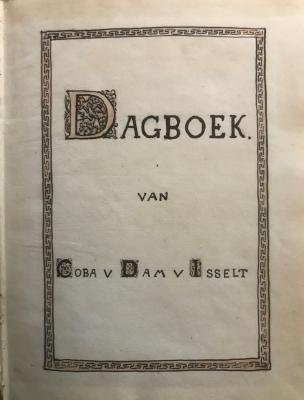 DAGBOEK.
VAN
COBA V DAM V ISSELT